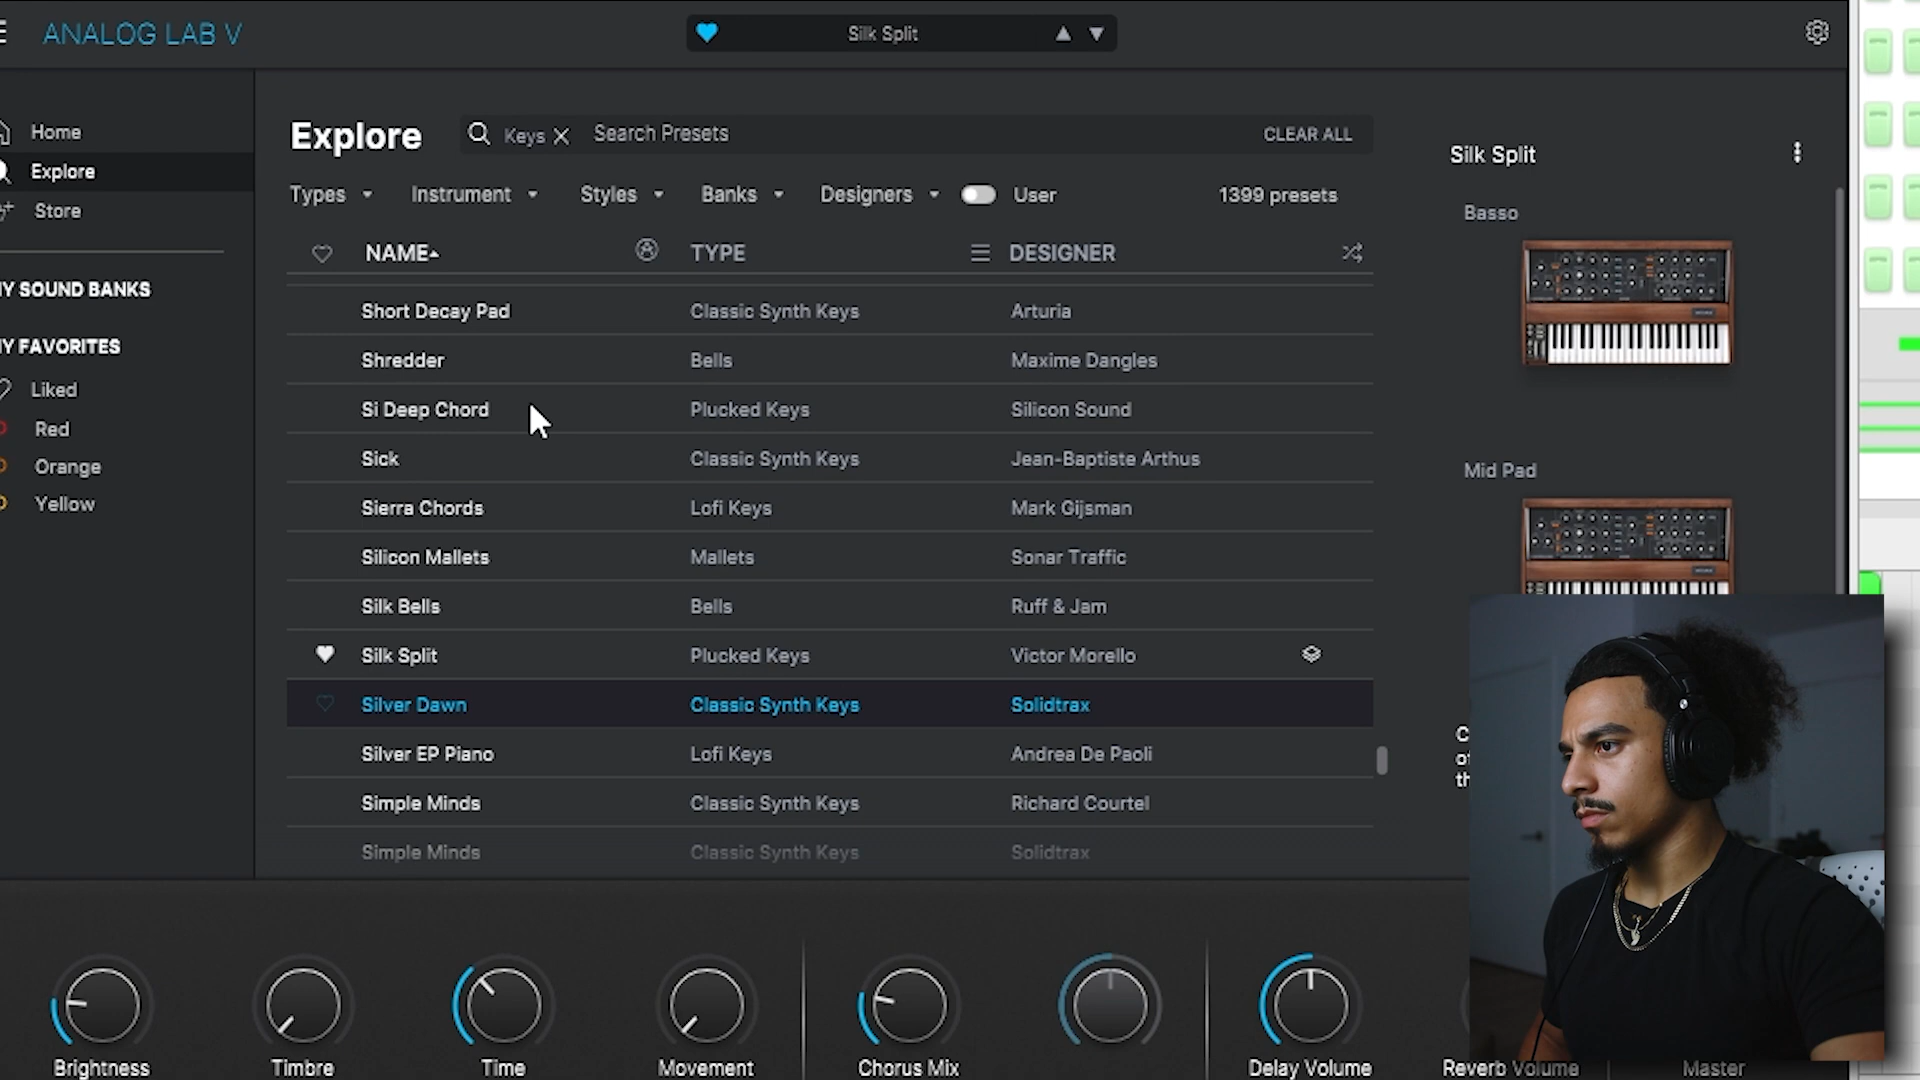 ANALOG LAB V
Silk Split
Home
Explore
Store
Y SOUND BANKS
Y FAVORITES
Liked
Red
Orange
Yellow
Explore
Keys
Search Presets
CLEAR ALL
Types
Instrument
Styles
Banks
Designers
User
1399 presets
NAME
TYPE
DESIGNER
Short Decay Pad Classic Synth Keys Arturia
Shredder Bells Maxime Dangles
Si Deep Chord Plucked Keys Silicon Sound
Sick Classic Synth Keys Jean-Baptiste Arthus
Sierra Chords Lofi Keys Mark Gijsman
Silicon Mallets Mallets Sonar Traffic
Silk Bells Bells Ruff & Jam
Silk Split Plucked Keys Victor Morello
Silver Dawn Classic Synth Keys Solidtrax
Silver EP Piano Lofi Keys Andrea De Paoli
Simple Minds Classic Synth Keys Richard Courtel
Simple Minds Classic Synth Keys Solidtrax
Silk Split
Basso
Mid Pad
C
of
th
Brightness
Timbre
Time
Movement
Chorus Mix
Delay Volume
Reverb Volume
Master